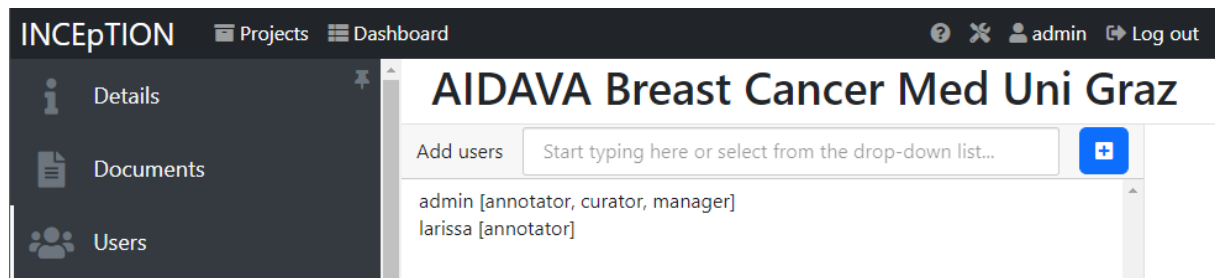 INCEpTION Projects Dashboard admin Log out
Details
AIDAVA Breast Cancer Med Uni Graz
Add users Start typing here or select from the drop-down list...
Documents
admin [annotator, curator, manager]
larissa [annotator]
Users